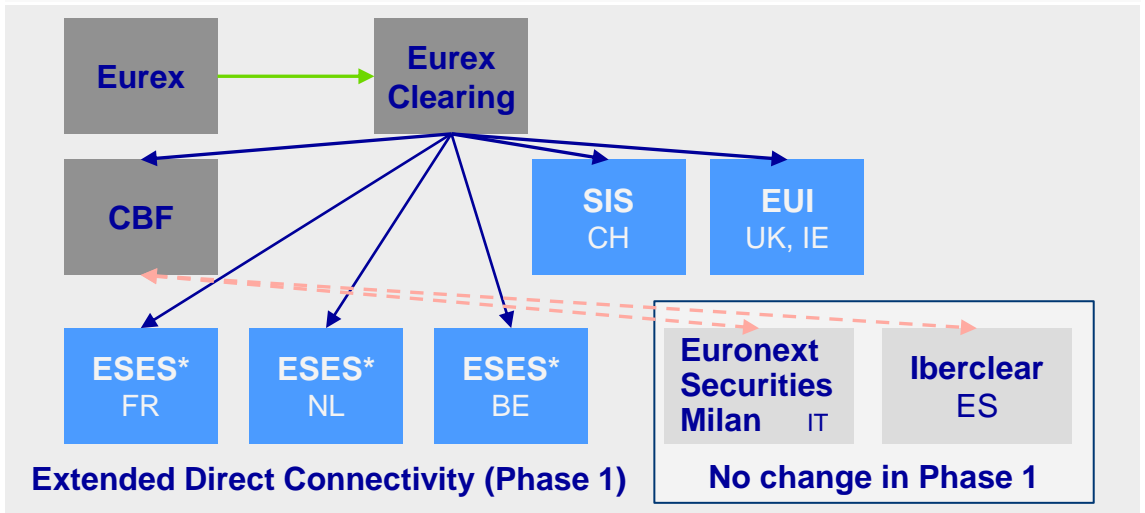 Eurex
Eurex
Clearing
CBF
SIS
CH
EUI
UK, IE
ESES*
FR
ESES*
NL
ESES*
BE
Euronext
Securities
Milan IT
Iberclear
ES
Extended Direct Connectivity (Phase 1)
No change in Phase 1